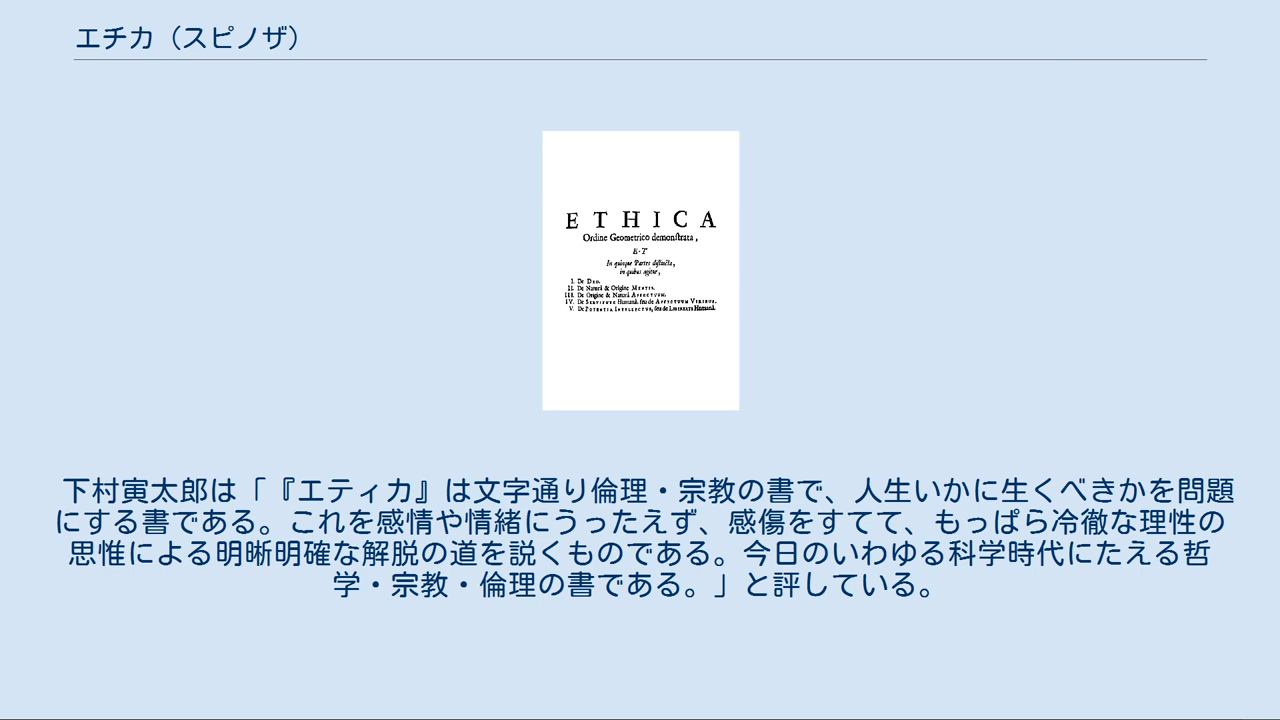 エチカ（スピノザ）
E T H I C A
Ordine Geometrico demonſtrata ,
E T
In quinque Partes diſtincta,
in quibus agitur,
I. De Deo.
II. De Naturâ & Origine Mentis.
III. De Origine & Naturâ Affectuum.
IV. De Servitute Humanâ, ſeu de Affectuum Viribus.
V. De Potentia Intellectus, ſeu de Libertate Humanâ.
下村寅太郎は「『エティカ』は文字通り倫理・宗教の書で、人生いかに生くべきかを問題
にする書である。これを感情や情緒にうったえず、感傷をすてて、もっぱら冷徹な理性の
思惟による明晰明確な解脱の道を説くものである。今日のいわゆる科学時代にたえる哲
学・宗教・倫理の書である。」と評している。